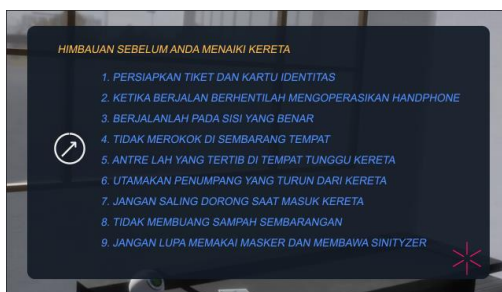 HIMBAUAN SEBELUM ANDA MENAIKI KERETA
1. PERSIAPKAN TIKET DAN KARTU IDENTITAS
2. KETIKA BERJALAN BERHENTILAH MENGOPERASIKAN HANDPHONE
3. BERJALANLAH PADA SISI YANG BENAR
4. TIDAK MEROKOK DI SEMBARANG TEMPAT
5. ANTRE LAH YANG TERTIB DI TEMPAT TUNGGU KERETA
6. UTAMAKAN PENUMPANG YANG TURUN DARI KERETA
7. JANGAN SALING DORONG SAAT MASUK KERETA
8. TIDAK MEMBUANG SAMPAH SEMBARANGAN
9. JANGAN LUPA MEMAKAI MASKER DAN MEMBAWA SINITYZER